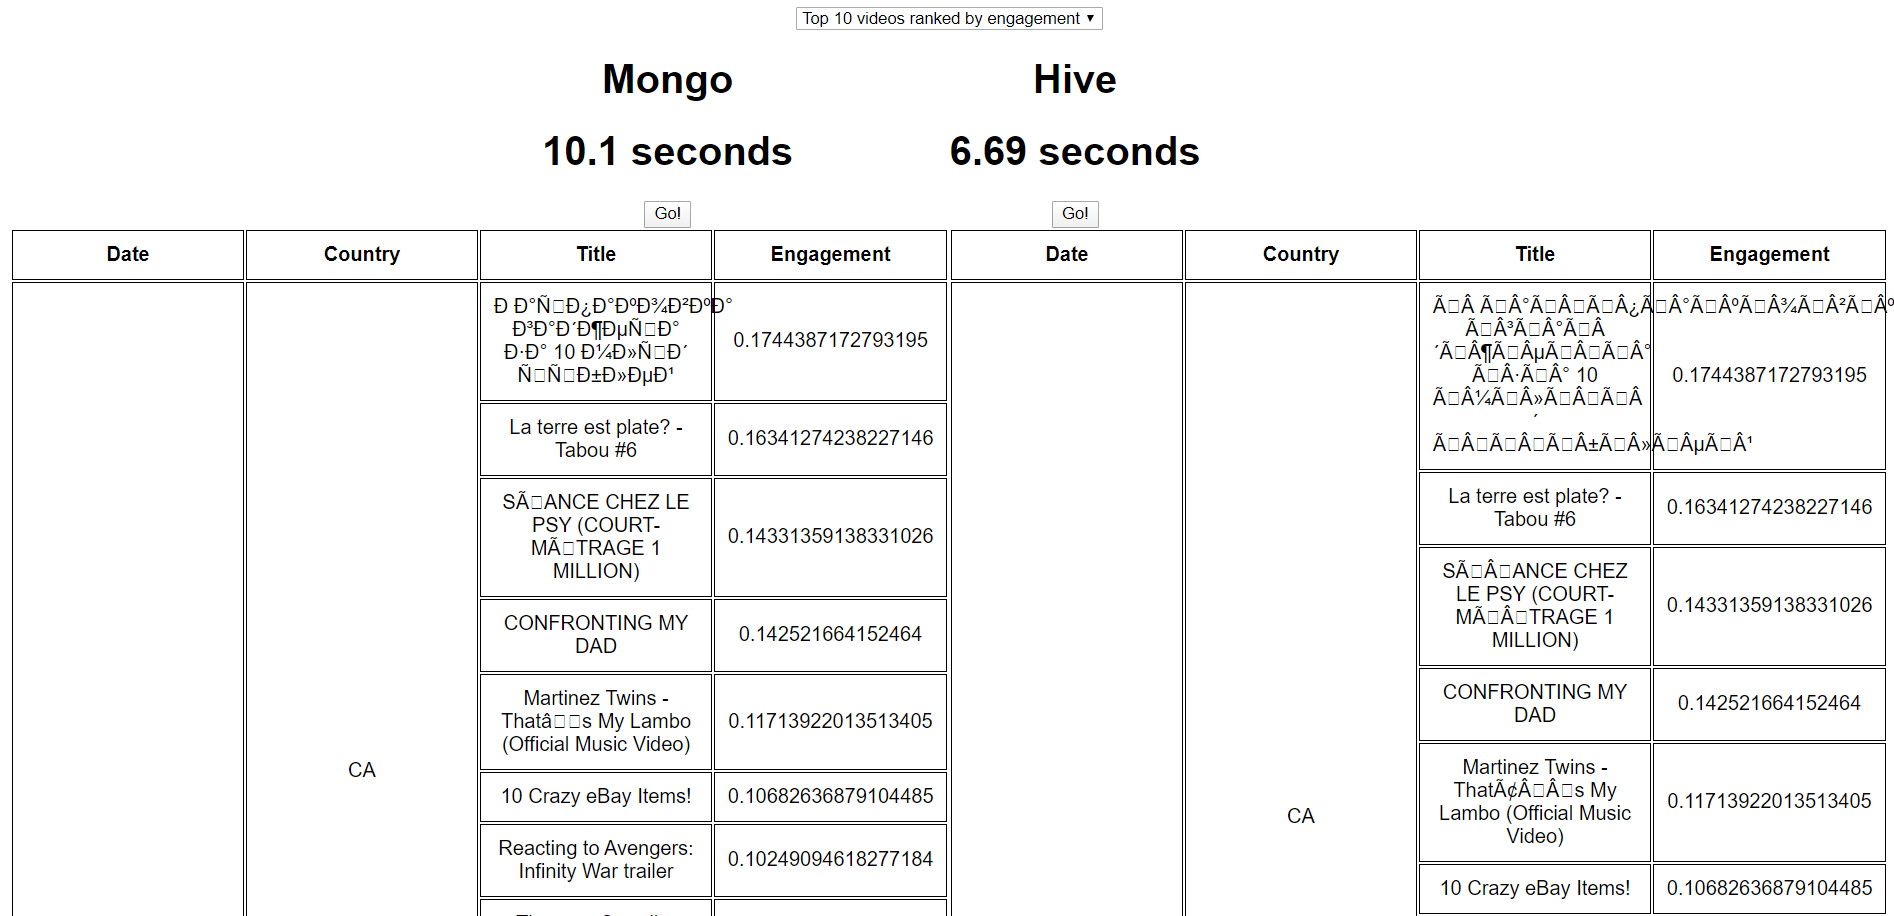 Top 10 videos ranked by engagement
Mongo
Hive
10.1 seconds
6.69 seconds
Go!
Go!
Date
Country
Title
Engagement
Date
Country
Title
Engagement
CA
Ð Ð°Ñ□Ð¿Ð°ÐºÐ¾Ð²ÐºÐ°
Ð³Ð°Ð´Ð¶ÐµÑ□Ð°
Ð·Ð° 10 Ð¼Ð»Ñ□Ð´
Ñ□Ñ□Ð±Ð»ÐµÐ¹
0.1744387172793195
La terre est plate? -
Tabou #6
0.16341274238227146
SÃ□ANCE CHEZ LE
PSY (COURT-
MÃ□TRAGE 1
MILLION)
0.14331359138331026
CONFRONTING MY
DAD
0.142521664152464
Martinez Twins -
Thatâ□□s My Lambo
(Official Music Video)
0.11713922013513405
10 Crazy eBay Items!
0.10682636879104485
Reacting to Avengers:
Infinity War trailer
0.10249094618277184
CA
Ã□Â Ã□Â°Ã□Â□Ã□Â¿Ã□Â°Ã□ÂºÃ□Â¾Ã□Â²Ã□Âº
Ã□Â³Ã□Â°Ã□Â
´Ã□Â¶Ã□ÂµÃ□Â□Ã□Â°
Ã□Â·Ã□Â° 10
Ã□Â¼Ã□Â»Ã□Â□Ã□Â
´
Ã□Â□Ã□Â□Ã□Â±Ã□Â»Ã□ÂµÃ□Â¹
0.1744387172793195
La terre est plate? -
Tabou #6
0.16341274238227146
SÃ□Â□ANCE CHEZ
LE PSY (COURT-
MÃ□Â□TRAGE 1
MILLION)
0.14331359138331026
CONFRONTING MY
DAD
0.142521664152464
Martinez Twins -
ThatÃ¢Â□Â□s My
Lambo (Official Music
Video)
0.11713922013513405
10 Crazy eBay Items!
0.10682636879104485